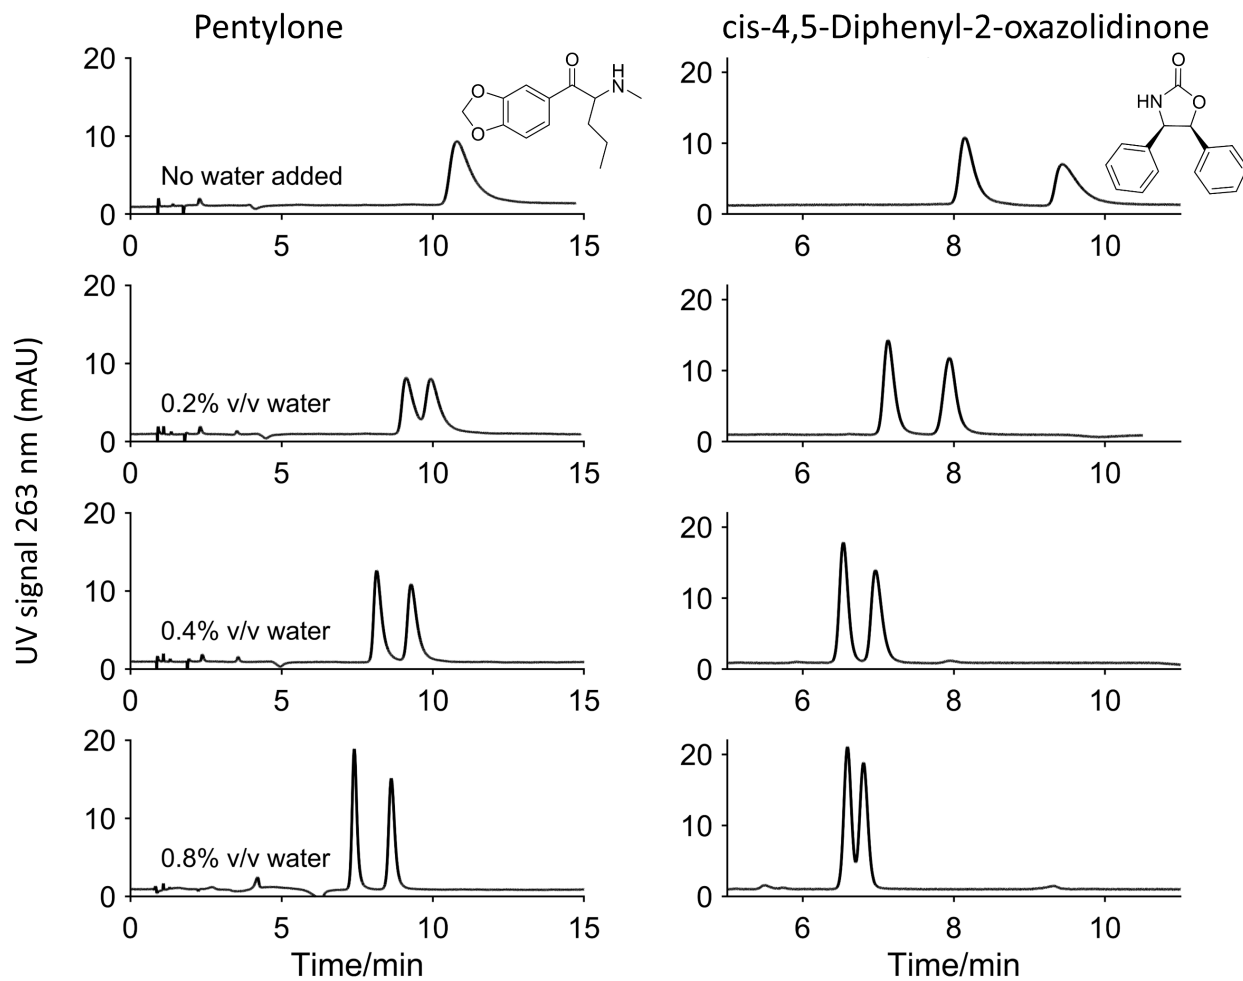 Pentylone
cis-4,5-Diphenyl-2-oxazolidinone
UV signal 263 nm (mAU)
20
10
0
No water added
O
O
O
H
N
0 5 10 15
20
10
0
O
HN
O
6 8 10
20
10
0
0.2% v/v water
0 5 10 15
20
10
0
6 8 10
20
10
0
0.4% v/v water
0 5 10 15
20
10
0
6 8 10
20
10
0
0.8% v/v water
0 5 10 15
Time/min
20
10
0
6 8 10
Time/min